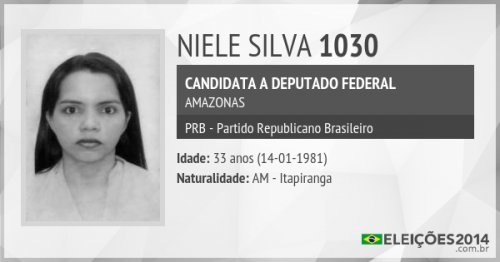 NIELE SILVA 1030
CANDIDATA A DEPUTADO FEDERAL
AMAZONAS
PRB - Partido Republicano Brasileiro
Idade: 33 anos (14-01-1981)
Naturalidade: AM - Itapiranga
ELEIÇÕES2014
.com.br